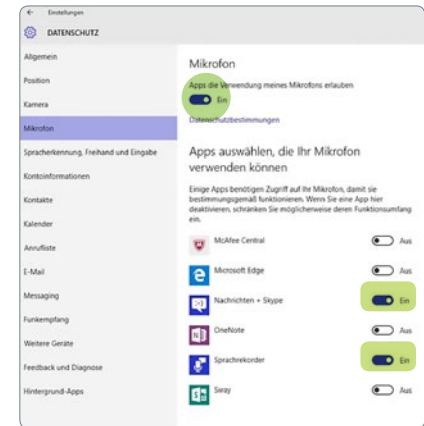 Einstellungen
DATENSCHUTZ
Allgemein
Position
Kamera
Mikrofon
Spracherkennung, Freihand und Eingabe
Kontoinformationen
Kontakte
Kalender
Anrufliste
E-Mail
Messaging
Funkempfang
Weitere Geräte
Feedback und Diagnose
Hintergrund-Apps
Mikrofon
Apps die Verwendung meines Mikrofons erlauben
Ein
Datenschutzbestimmungen
Apps auswählen, die Ihr Mikrofon
verwenden können
Einige Apps benötigen Zugriff auf Ihr Mikrofon, damit sie
bestimmungsgemäß funktionieren. Wenn Sie eine App hier
deaktivieren, schränken Sie möglicherweise deren Funktionsumfang
ein.
McAfee Central Aus
Microsoft Edge Aus
Nachrichten + Skype Ein
OneNote Aus
Sprachrekorder Ein
Sway Aus